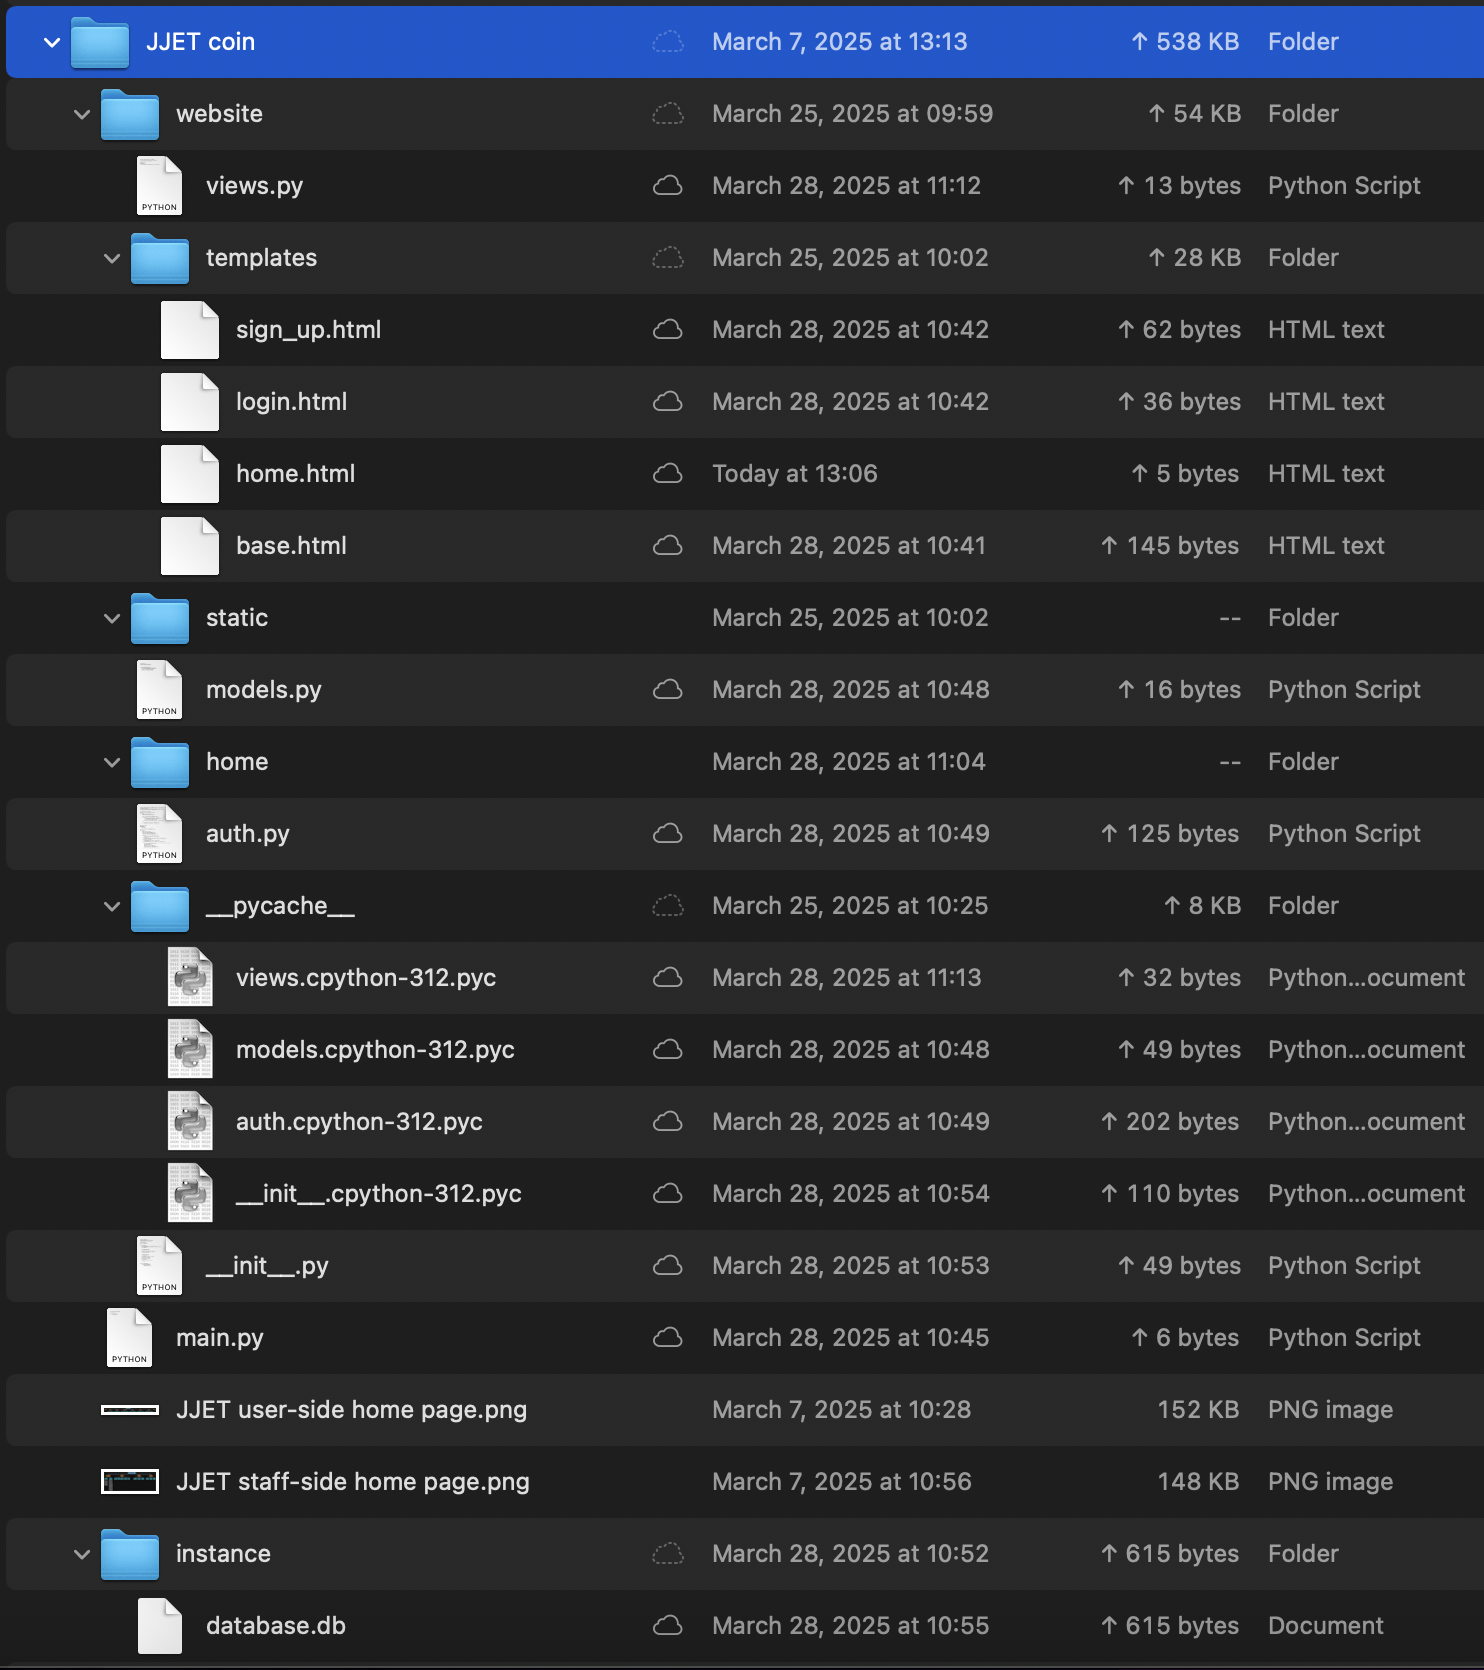 JJET coin March 7, 2025 at 13:13 ↑ 538 KB Folder
website March 25, 2025 at 09:59 ↑ 54 KB Folder
PYTHON views.py March 28, 2025 at 11:12 ↑ 13 bytes Python Script
templates March 25, 2025 at 10:02 ↑ 28 KB Folder
sign_up.html March 28, 2025 at 10:42 ↑ 62 bytes HTML text
login.html March 28, 2025 at 10:42 ↑ 36 bytes HTML text
home.html Today at 13:06 ↑ 5 bytes HTML text
base.html March 28, 2025 at 10:41 ↑ 145 bytes HTML text
static March 25, 2025 at 10:02 -- Folder
PYTHON models.py March 28, 2025 at 10:48 ↑ 16 bytes Python Script
home March 28, 2025 at 11:04 -- Folder
PYTHON auth.py March 28, 2025 at 10:49 ↑ 125 bytes Python Script
__pycache__ March 25, 2025 at 10:25 ↑ 8 KB Folder
views.cpython-312.pyc March 28, 2025 at 11:13 ↑ 32 bytes Python...ocument
models.cpython-312.pyc March 28, 2025 at 10:48 ↑ 49 bytes Python...ocument
auth.cpython-312.pyc March 28, 2025 at 10:49 ↑ 202 bytes Python...ocument
__init__.cpython-312.pyc March 28, 2025 at 10:54 ↑ 110 bytes Python...ocument
PYTHON __init__.py March 28, 2025 at 10:53 ↑ 49 bytes Python Script
PYTHON main.py March 28, 2025 at 10:45 ↑ 6 bytes Python Script
JJET user-side home page.png March 7, 2025 at 10:28 152 KB PNG image
JJET staff-side home page.png March 7, 2025 at 10:56 148 KB PNG image
instance March 28, 2025 at 10:52 ↑ 615 bytes Folder
database.db March 28, 2025 at 10:55 ↑ 615 bytes Document